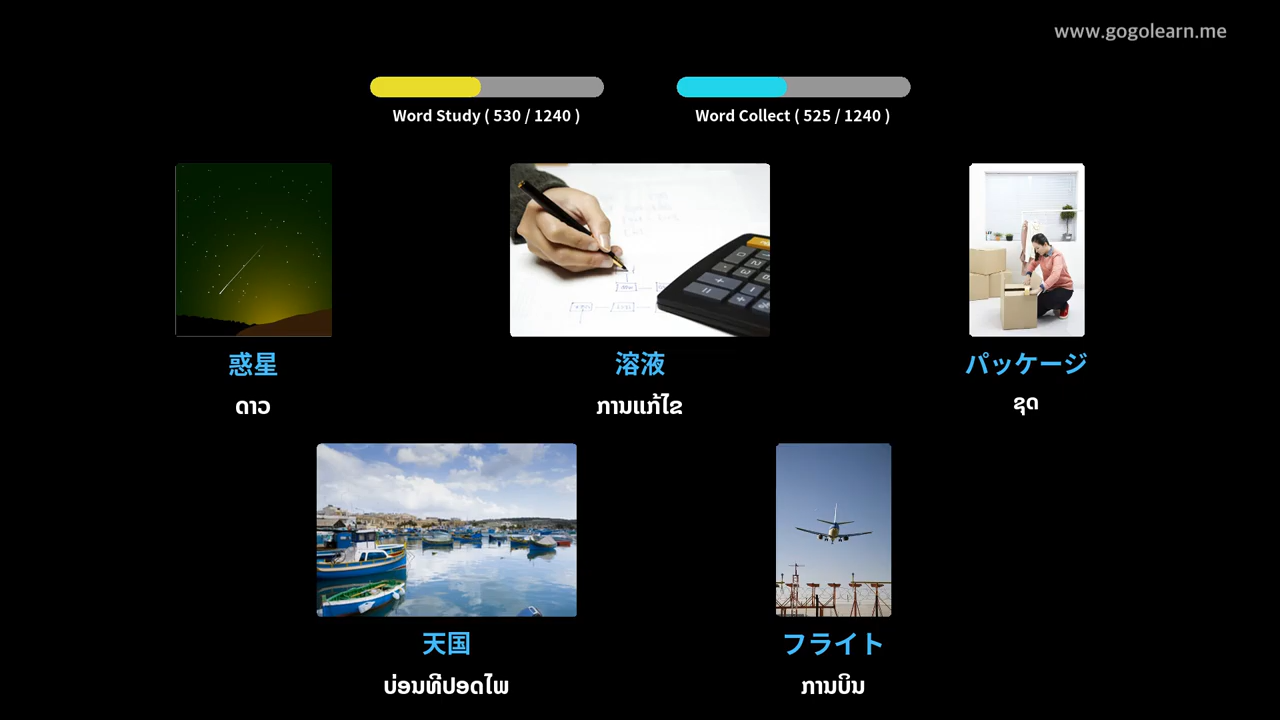 www.gogolearn.me
Word Study ( 530 / 1240 )
Word Collect ( 525 / 1240 )
惑星
溶液
パッケージ
ດາວ
ການແກ້ໄຂ
ຊຸດ
天国
フライト
ບ່ອນທີ່ປອດໄພ
ການບິນ